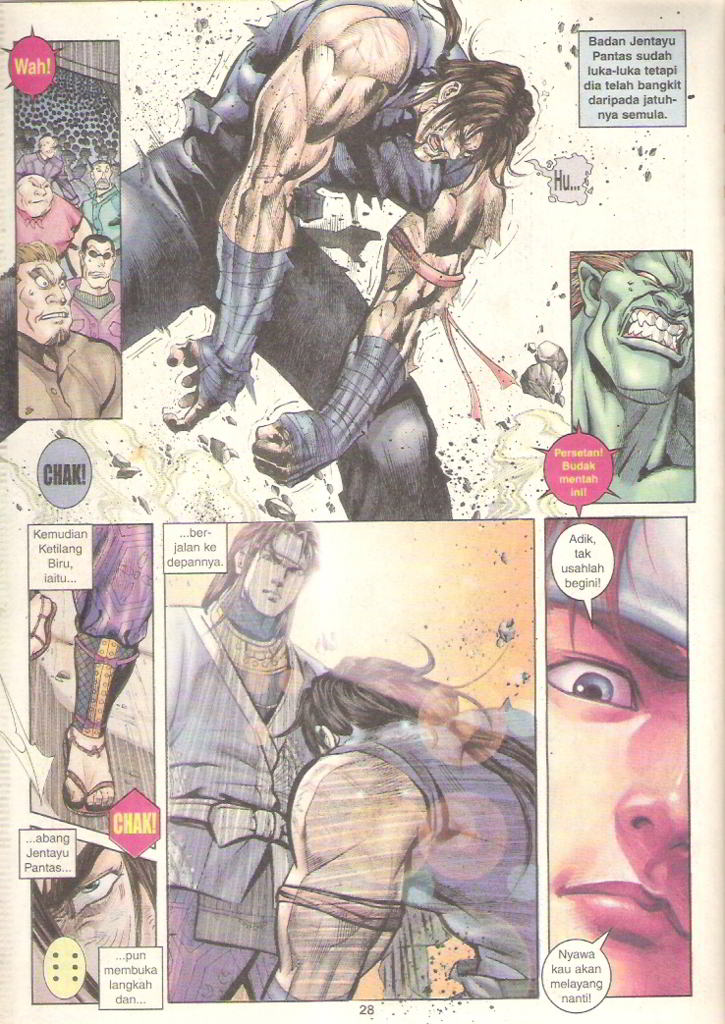 Wah!
Badan Jentayu
Pantas sudah
luka-luka tetapi
dia telah bangkit
daripada jatuh-
nya semula.
Hu...
Persetan!
Budak
mentah
ini!
CHAK!
Kemudian
Ketilang
Biru,
iaitu...
CHAK!
...abang
Jentayu
Pantas...
...pun
membuka
langkah
dan...
...ber-
jalan ke
depannya.
Adik,
tak
usahlah
begini!
Nyawa
kau akan
melayang
nanti!
28